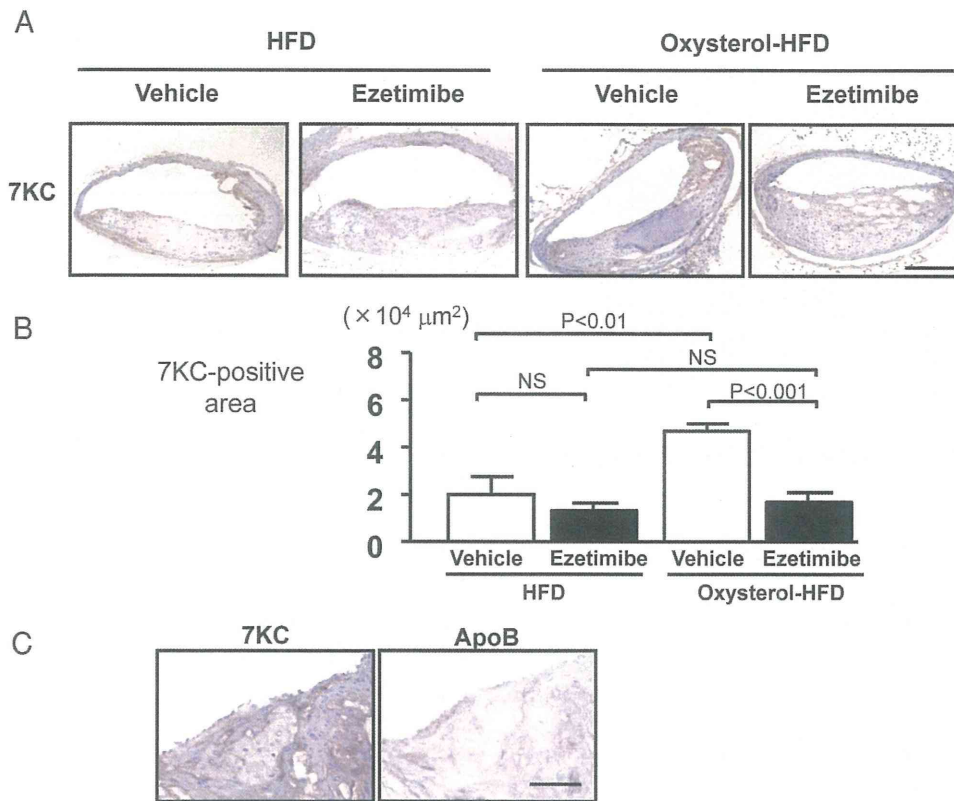 A
HFD Oxysterol-HFD
Vehicle Ezetimibe Vehicle Ezetimibe
7KC
B
(×10⁴ μm²)
7KC-positive
area
P<0.01
NS
NS
P<0.001
8
6
4
2
0
Vehicle Ezetimibe Vehicle Ezetimibe
HFD Oxysterol-HFD
C
7KC ApoB